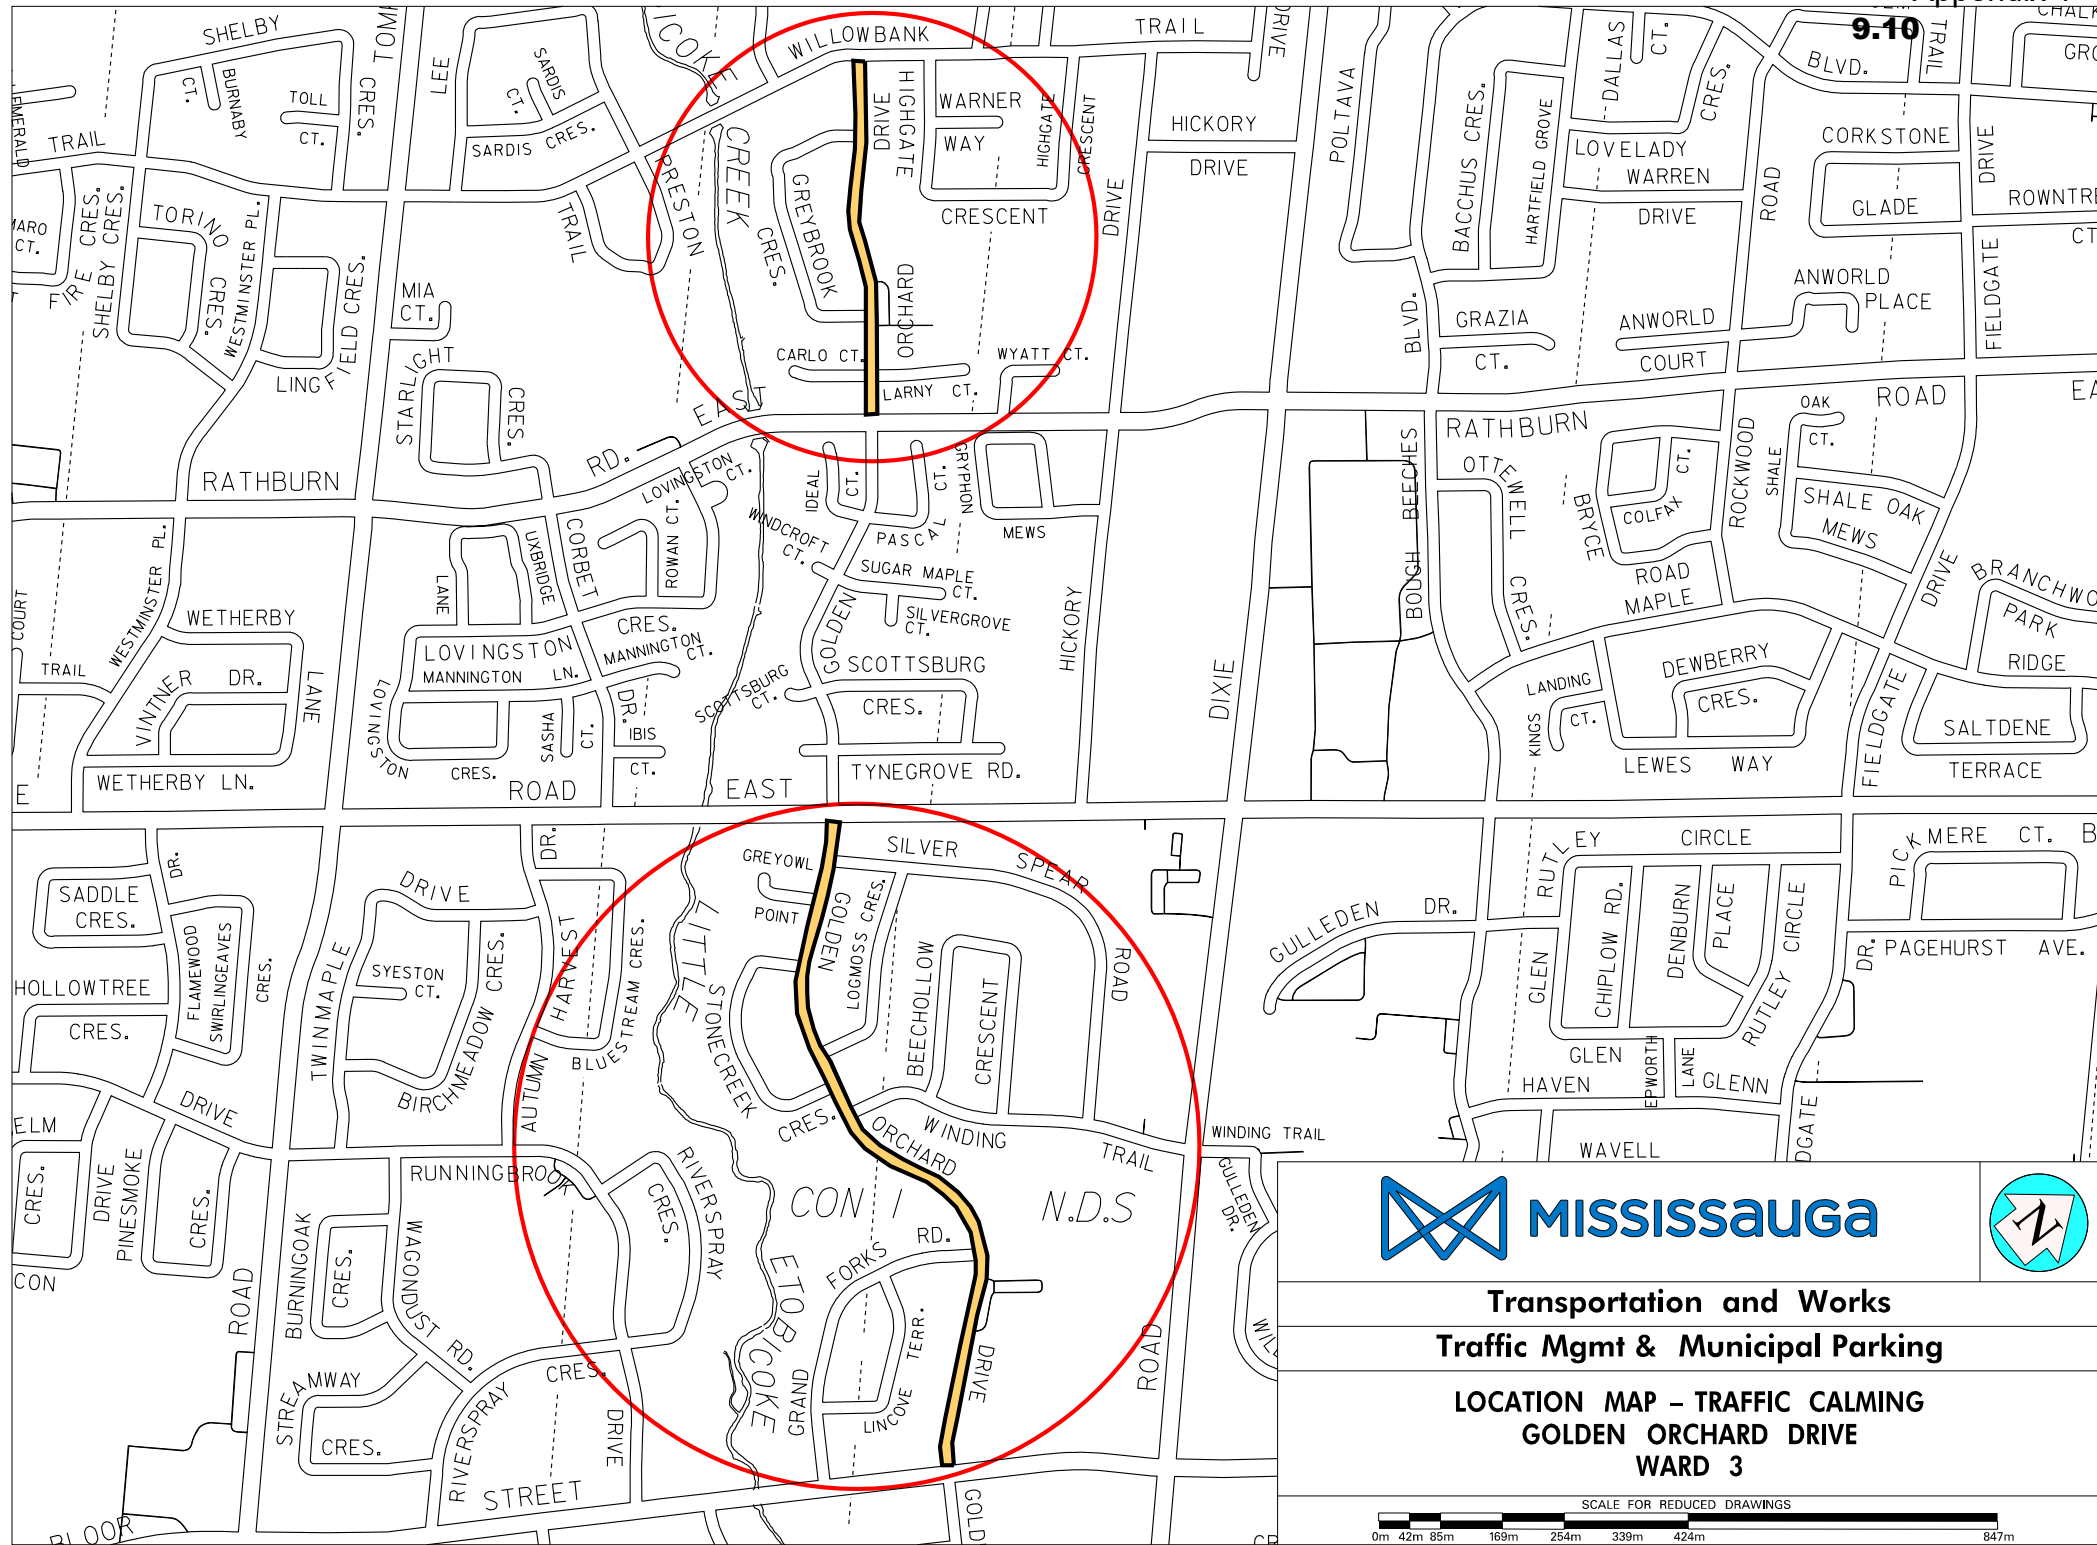 9.10
SHELBY
CRES.
BURNABY
CT.
TOLL
CT.
EMERALD
TRAIL
LEE
SARDIS
CT.
SARDIS CRES.
WILLOWBANK
TRAIL
HIGHGATE
DRIVE
WARNER
WAY
HIGHGATE
CRESCENT
CRESCENT
HICKORY
DRIVE
DRIVE
POLTAVA
BLVD.
BACCHUS CRES.
HARTFIELD GROVE
DALLAS
CT.
CRES.
LOVELADY
WARREN
DRIVE
ROAD
BLVD.
TRAIL
CORKSTONE
GLADE
DRIVE
FIELDGATE
ANWORLD
PLACE
ANWORLD
COURT
GRAZIA
CT.
PRESTON
TRAIL
CREEK
GREYBROOK
CRES.
ORCHARD
CARLO CT.
LARNY CT.
WYATT CT.
TORINO
CRES.
SHELBY CRES.
WESTMINSTER PL.
LINGFIELD CRES.
MIA
CT.
STARLIGHT
CRES.
RATHBURN
RD.
EAST
RATHBURN
ROAD
OAK
CT.
SHALE
SHALE OAK
MEWS
ROCKWOOD
COLFAX
CT.
BRYCE
ROAD
MAPLE
OTTEWELL
CRES.
BOUGH BEECHES
LOVINGSTON
CT.
ROWAN CT.
UXBRIDGE
LANE
CORBET
DR.
LOVINGSTON
CRES.
MANNINGTON LN.
MANNINGTON
CT.
SASHA
CT.
IBIS
CT.
LOVINGSTON
CRES.
IDEAL
CT.
PASCAL CT.
GRYPHON
MEWS
WINDCROFT
CT.
SUGAR MAPLE
CT.
SILVERGROVE
CT.
GOLDEN
SCOTTSBURG
CRES.
SCOTTSBURG
CT.
TYNEGROVE RD.
HICKORY
DIXIE
WESTMINSTER PL.
COURT
TRAIL
WETHERBY
LANE
VINTNER DR.
WETHERBY LN.
ROAD EAST
DRIVE
PARK
RIDGE
DEWBERRY
CRES.
KINGS
LANDING
CT.
LEWES WAY
FIELDGATE
SALTDENE
TERRACE
SADDLE
CRES.
DR.
FLAMEWOOD
SWIRLINGLEAVES
CRES.
HOLLOWTREE
CRES.
DRIVE
PINESMOKE
CRES.
DRIVE
CRES.
TWINMAPLE
DRIVE
SYESTON
CT.
BIRCHMEADOW CRES.
AUTUMN
HARVEST
DR.
BLUESTREAM CRES.
LITTLE
ETOBICOKE
GREYOWL
POINT
GOLDEN
SILVER SPEAR
ROAD
LOGMOSS CRES.
BEECHOLLOW
CRESCENT
STONECREEK
CRES.
ORCHARD
WINDING
TRAIL
WINDING TRAIL
CON 1 N.D.S
FORKS
RD.
GRAND
LINCOVE
TERR.
DRIVE
ROAD
RUNNINGBROOK
DRIVE
RIVERSPRAY
CRES.
WAGONDUST RD.
BURNINGOAK
CRES.
STREAMWAY
CRES.
RIVERSPRAY
CRES.
ROAD
BLOOR
STREET
GULLEDEN DR.
GULLEDEN
DR.
RUTLEY CIRCLE
CHIPLOW RD.
DENBURN
PLACE
RUTLEY CIRCLE
GLEN
GLEN
HAVEN
EPWORTH
LANE
GLENN
WAVELL
PICKMERE CT.
PAGEHURST AVE.
DR.
MISSISSauGa
N
Transportation and Works
Traffic Mgmt & Municipal Parking
LOCATION MAP – TRAFFIC CALMING
GOLDEN ORCHARD DRIVE
WARD 3
SCALE FOR REDUCED DRAWINGS
0m 42m 85m 169m 254m 339m 424m 847m